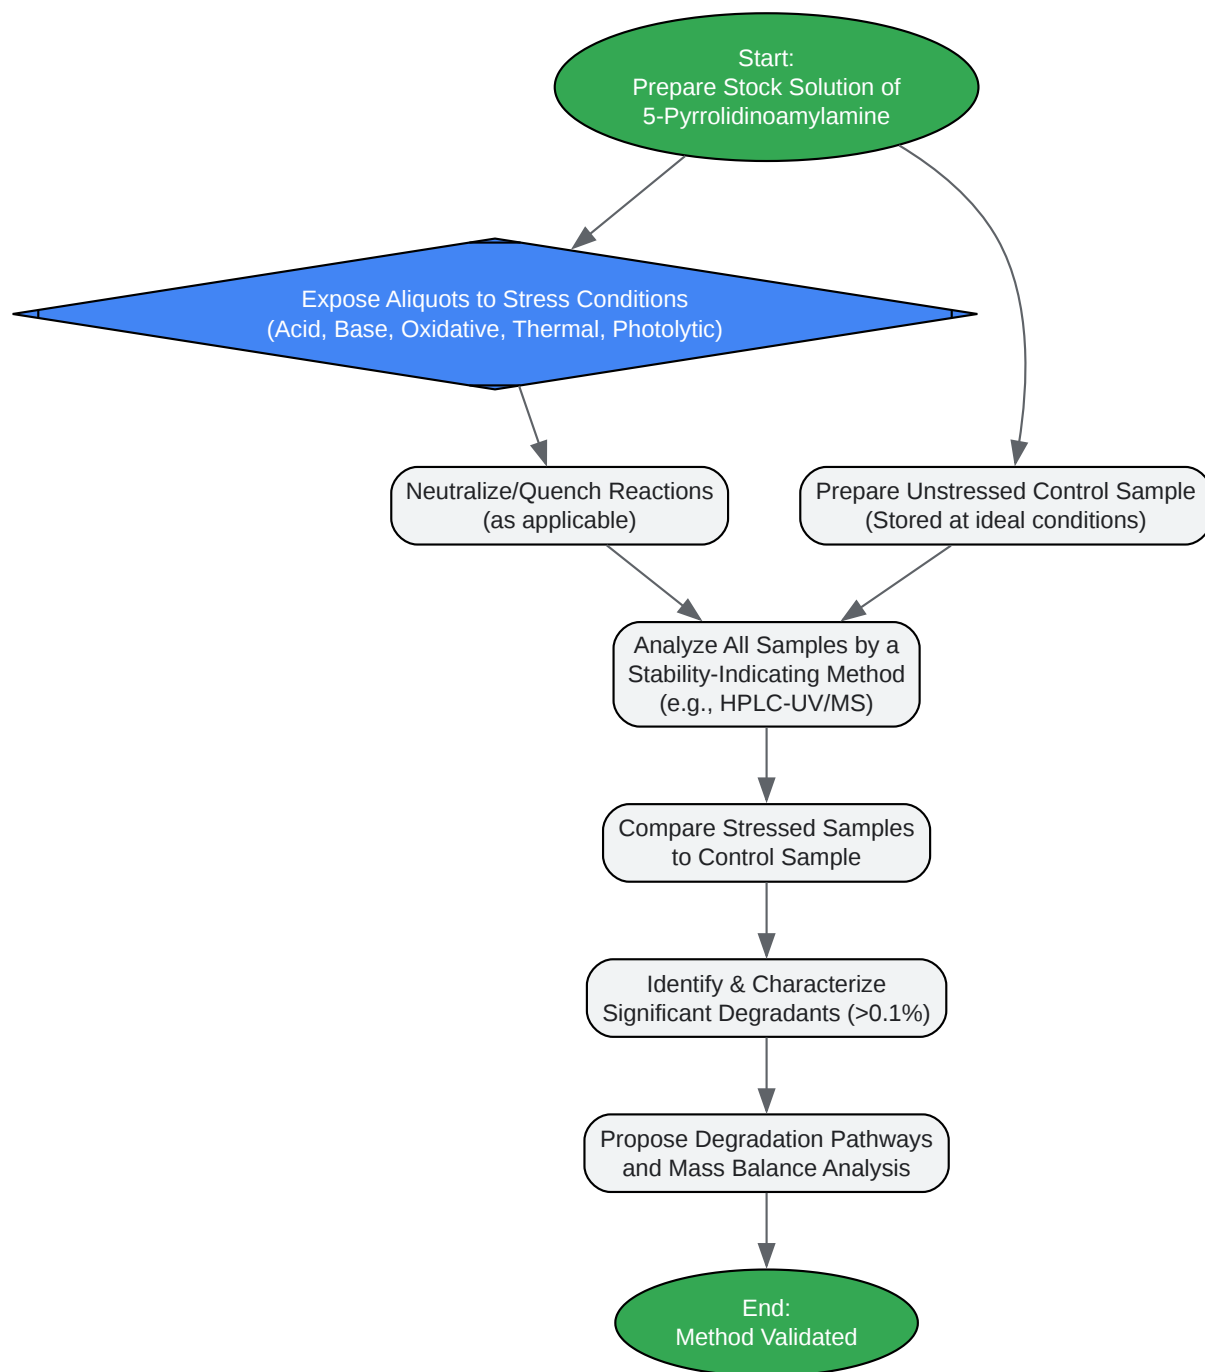 Start:
Prepare Stock Solution of
5-Pyrrolidinoamylamine
Expose Aliquots to Stress Conditions
(Acid, Base, Oxidative, Thermal, Photolytic)
Neutralize/Quench Reactions
(as applicable)
Prepare Unstressed Control Sample
(Stored at ideal conditions)
Analyze All Samples by a
Stability-Indicating Method
(e.g., HPLC-UV/MS)
Compare Stressed Samples
to Control Sample
Identify & Characterize
Significant Degradants (>0.1%)
Propose Degradation Pathways
and Mass Balance Analysis
End:
Method Validated